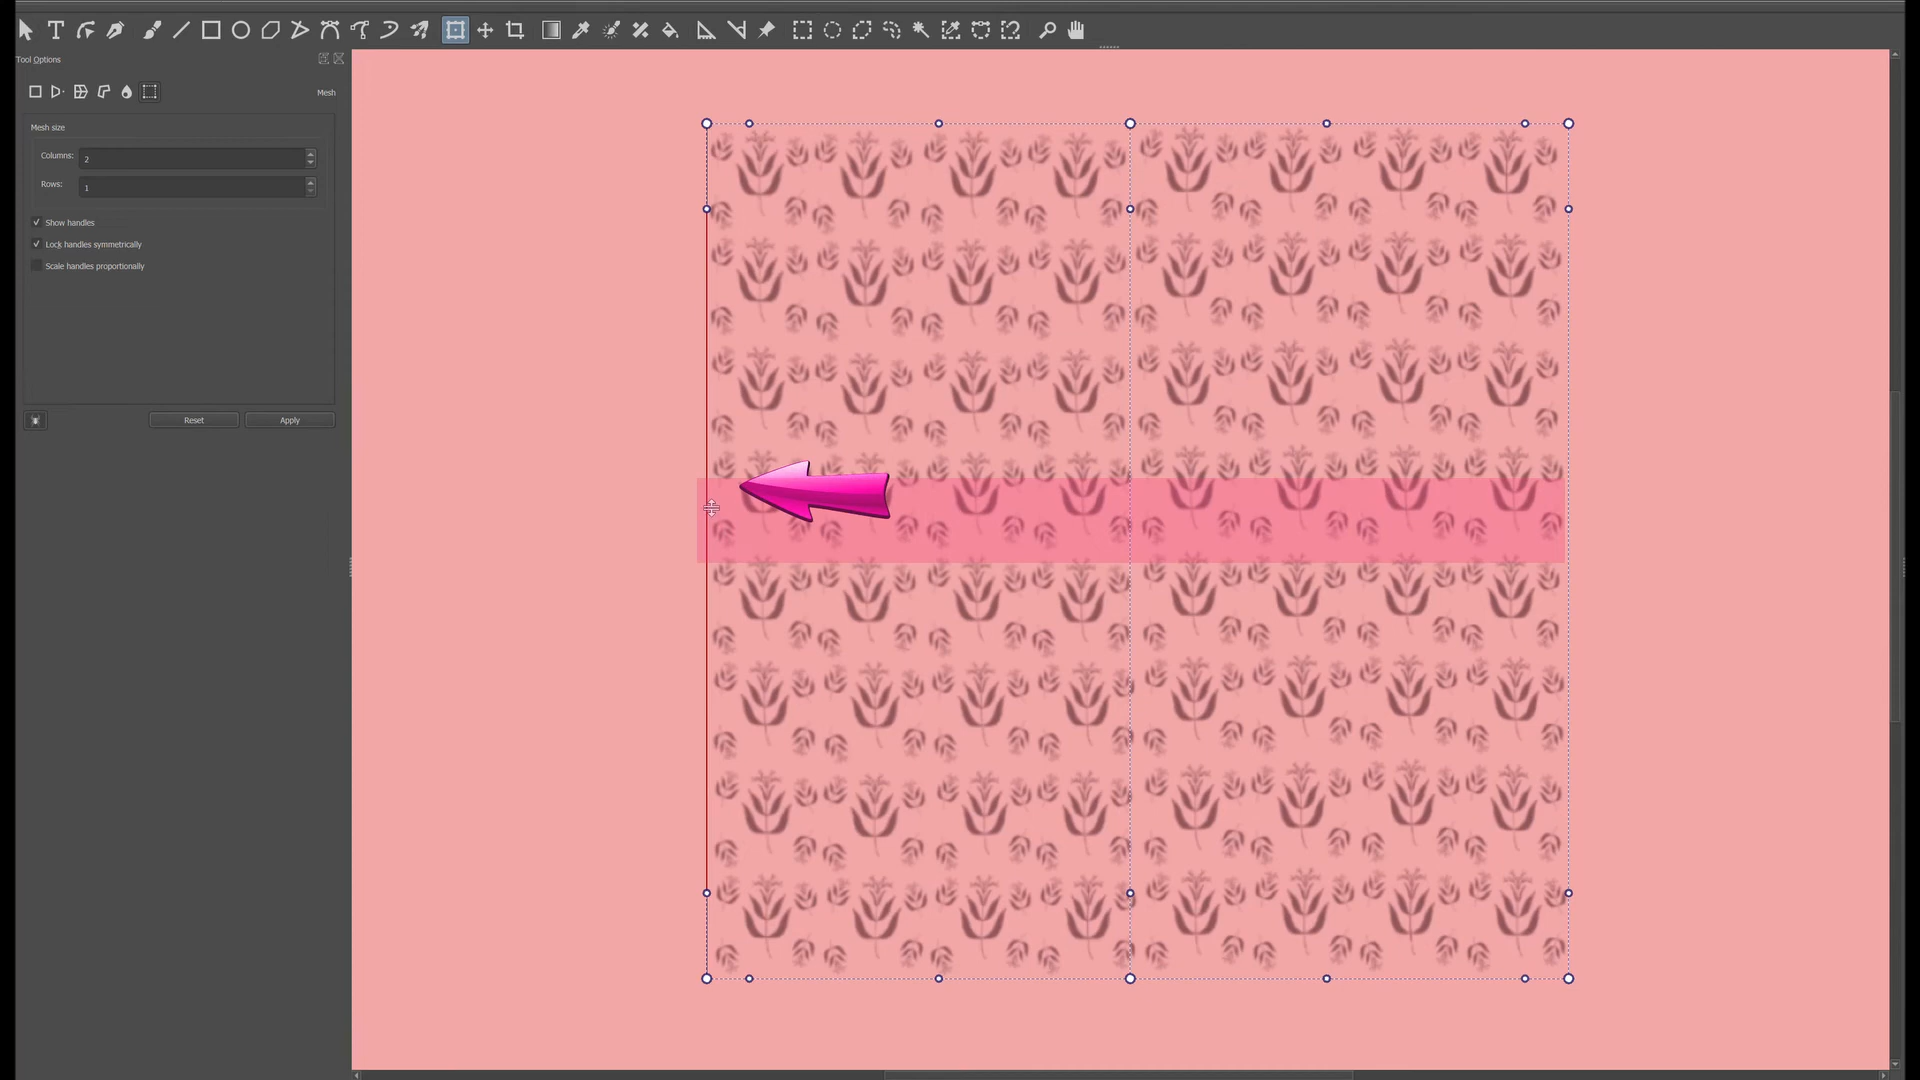 Tool Options
Mesh
Mesh size
Columns: 2
Rows: 1
Show handles
Lock handles symmetrically
Scale handles proportionally
Reset Apply